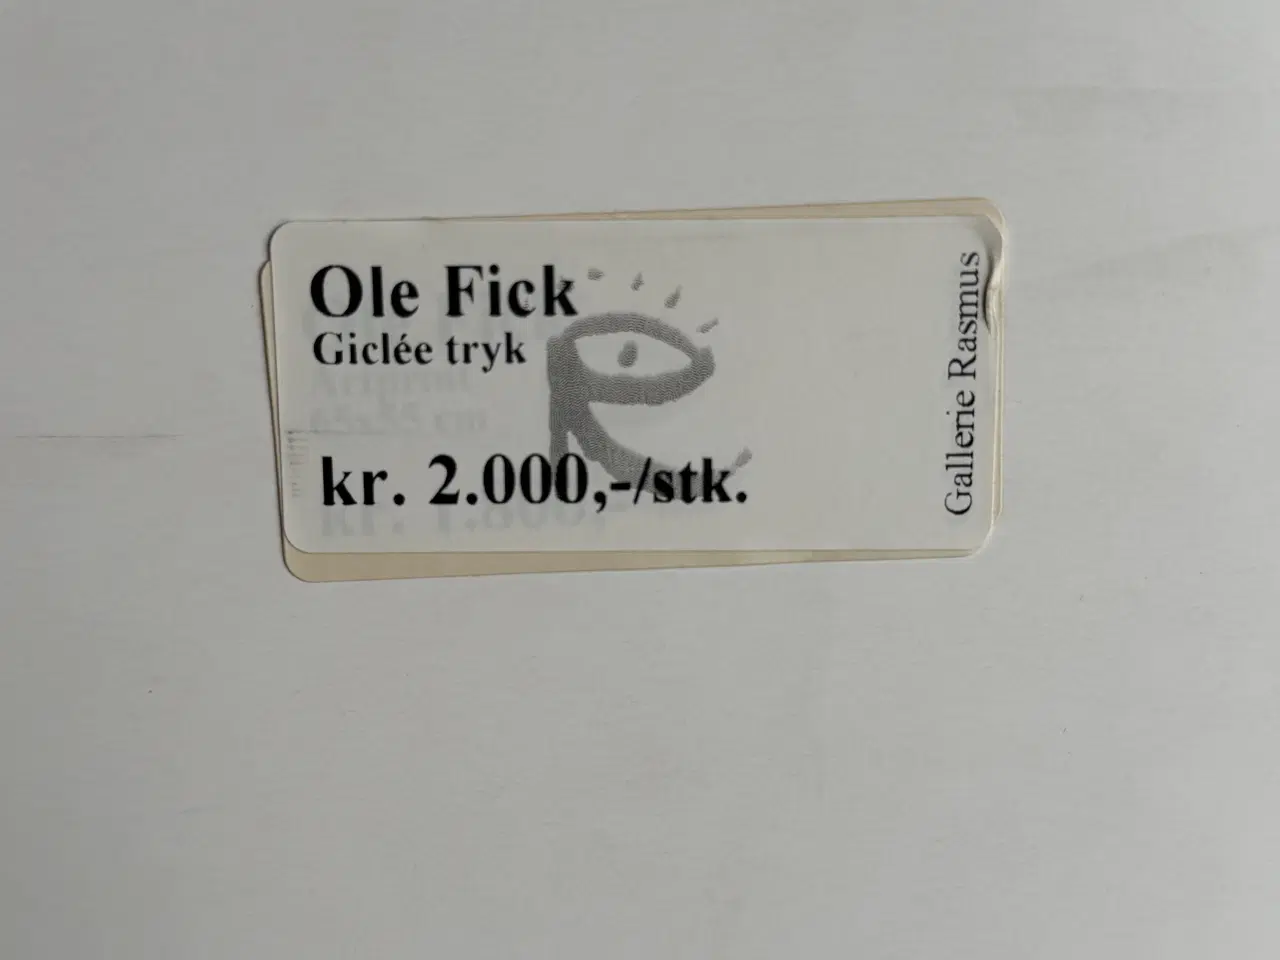 Ole Fick
Giclée tryk
kr. 2.000,-/stk.
Gallerie Rasmus